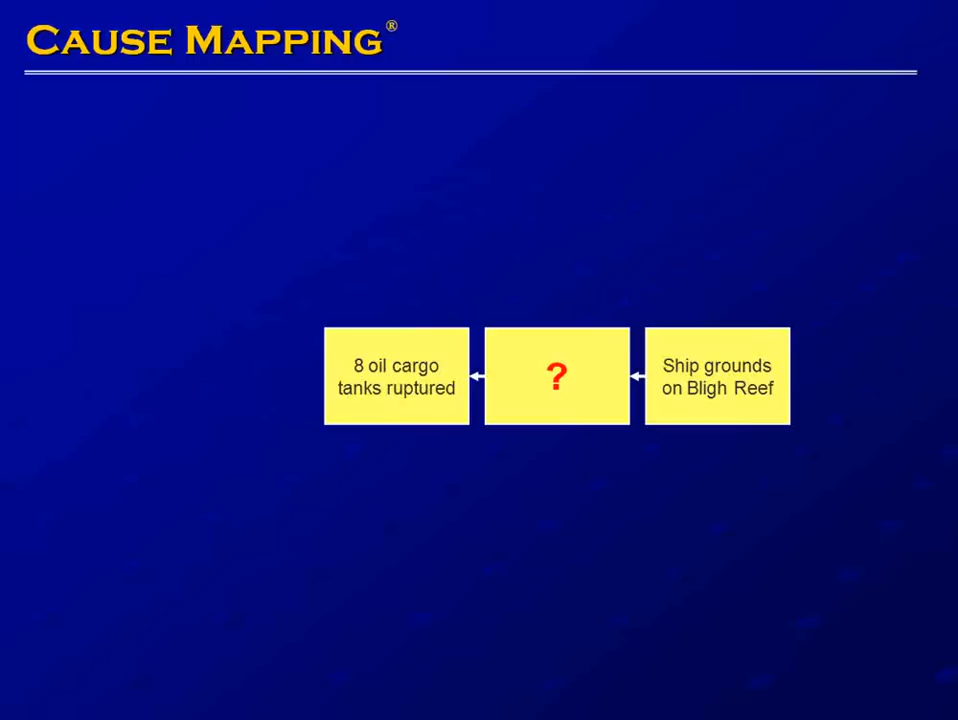 CAUSE MAPPING®
8 oil cargo
tanks ruptured
?
Ship grounds
on Bligh Reef